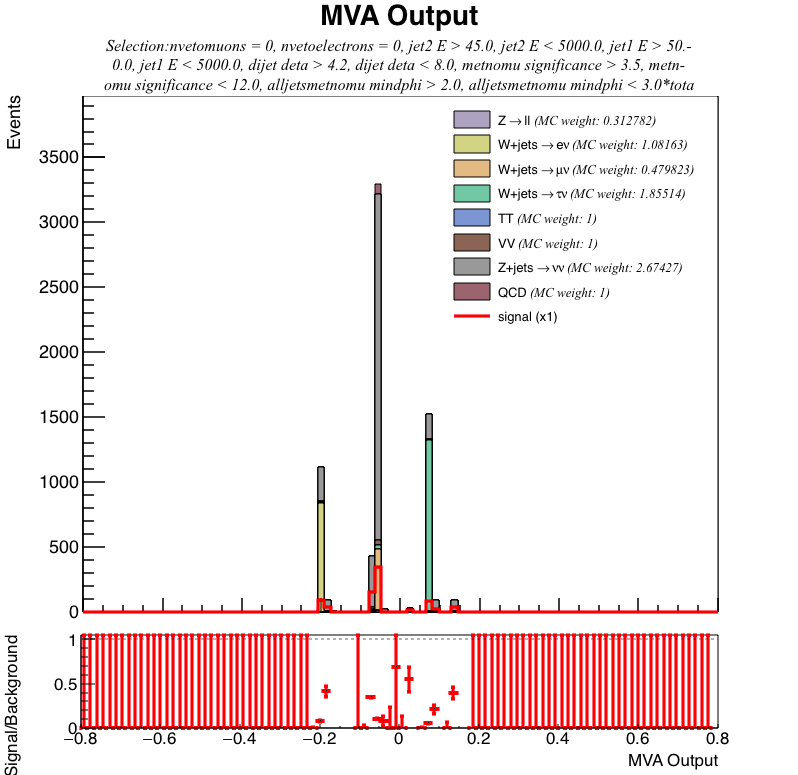 MVA Output
Selection:nvetomuons = 0, nvetoelectrons = 0, jet2 E > 45.0, jet2 E < 5000.0, jet1 E > 50.-
0.0, jet1 E < 5000.0, dijet deta > 4.2, dijet deta < 8.0, metnomu significance > 3.5, metn-
omu significance < 12.0, alljetsmetnomu mindphi > 2.0, alljetsmetnomu mindphi < 3.0*tota
Events
3500
3000
2500
2000
1500
1000
500
0
Z→ll (MC weight: 0.312782)
W+jets→eν (MC weight: 1.08163)
W+jets→μν (MC weight: 0.479823)
W+jets→τν (MC weight: 1.85514)
TT (MC weight: 1)
VV (MC weight: 1)
Z+jets→νν (MC weight: 2.67427)
QCD (MC weight: 1)
signal (x1)
Signal/Background
1
0.5
0
−0.8 −0.6 −0.4 −0.2 0 0.2 0.4 0.6 0.8
MVA Output